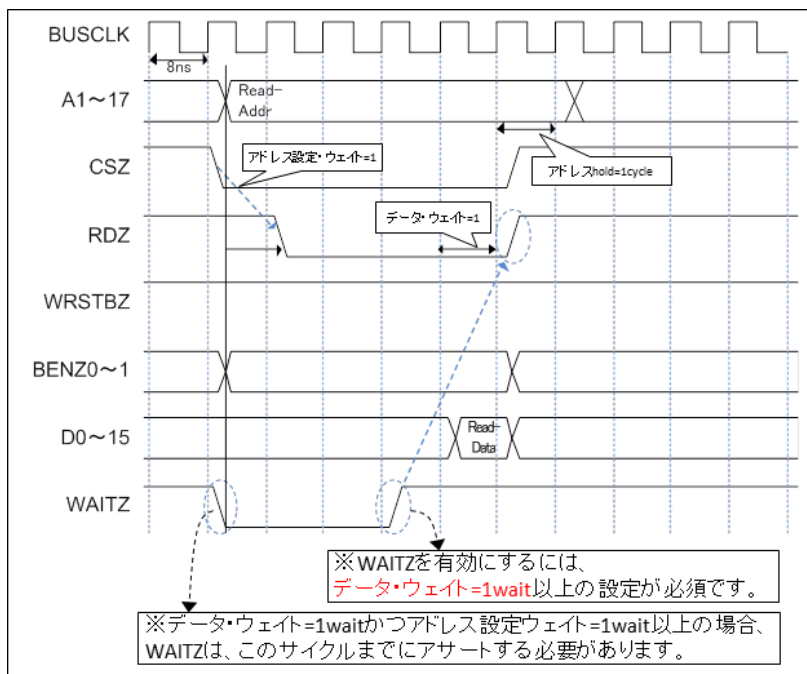 BUSCLK
8ns
A1～17
Read-
Addr
CSZ
アドレス設定・ウェイト=1
アドレスhold=1cycle
RDZ
データ・ウェイト=1
WRSTBZ
BENZ0～1
D0～15
Read-
Data
WAITZ
※WAITZを有効にするには、
データ・ウェイト=1wait以上の設定が必須です。
※データ・ウェイト=1waitかつアドレス設定ウェイト=1wait以上の場合、
WAITZは、このサイクルまでにアサートする必要があります。